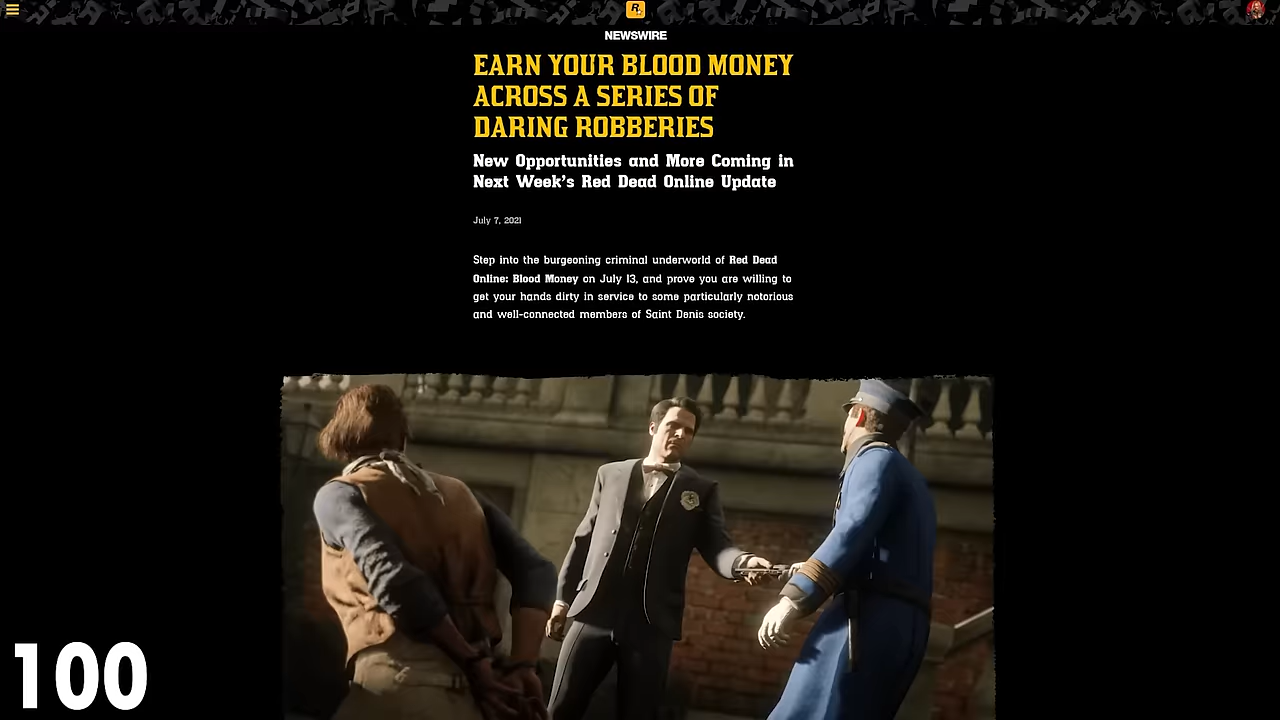 R
NEWSWIRE
EARN YOUR BLOOD MONEY
ACROSS A SERIES OF
DARING ROBBERIES
New Opportunities and More Coming in
Next Week's Red Dead Online Update
July 7, 2021
Step into the burgeoning criminal underworld of Red Dead
Online: Blood Money on July 13, and prove you are willing to
get your hands dirty in service to some particularly notorious
and well-connected members of Saint Denis society.
100